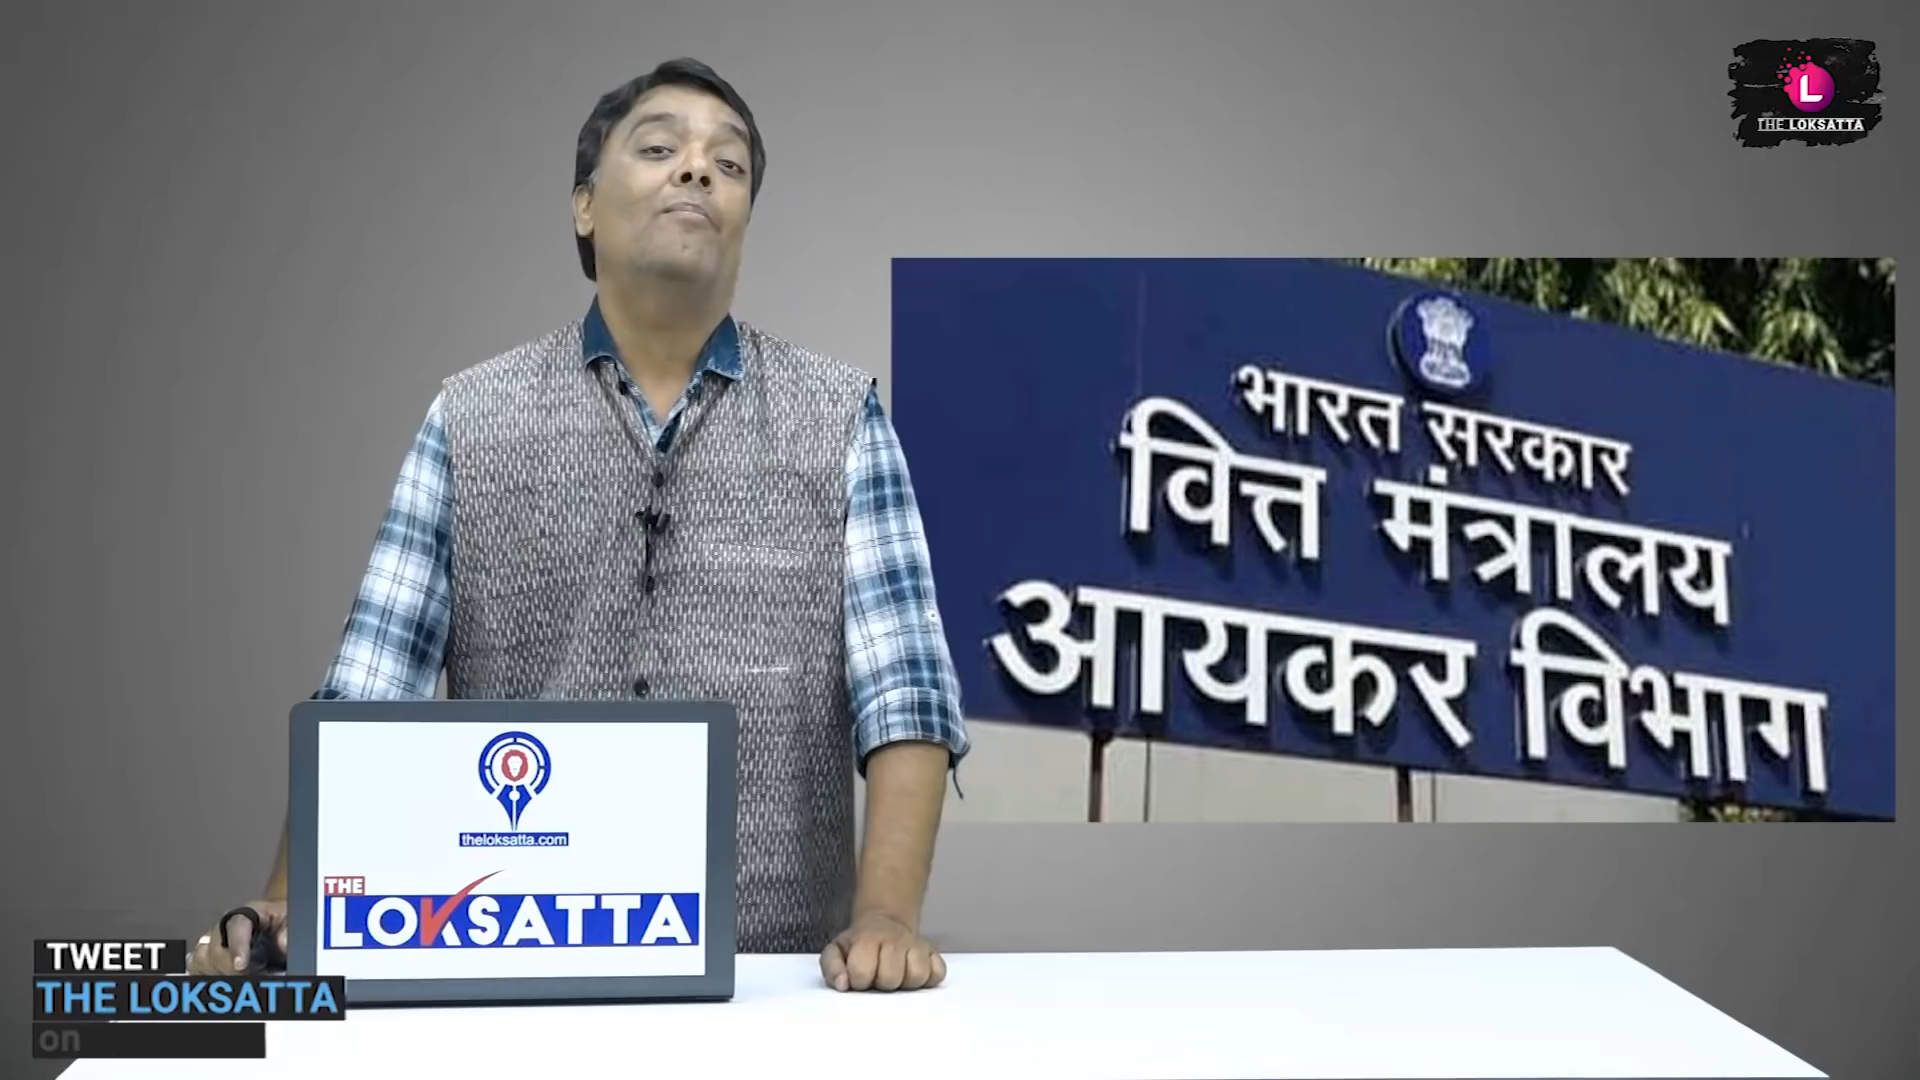 L
THE LOKSATTA
भारत सरकार
वित्त मंत्रालय
आयकर विभाग
theloksatta.com
THE
LOKSATTA
TWEET
THE LOKSATTA
on